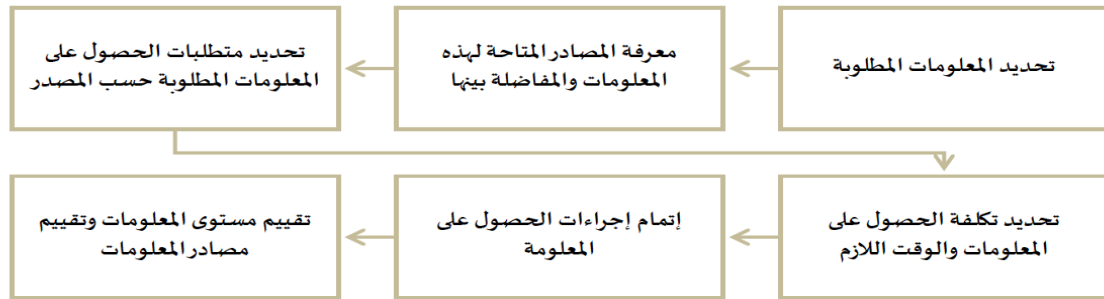 تحديد المعلومات المطلوبة
معرفة المصادر المتاحة لهذه
المعلومات والمفاضلة بينها
تحديد متطلبات الحصول على
المعلومات المطلوبة حسب المصدر
تحديد تكلفة الحصول على
المعلومات والوقت اللازم
إتمام إجراءات الحصول على
المعلومة
تقييم مستوى المعلومات وتقييم
مصادر المعلومات